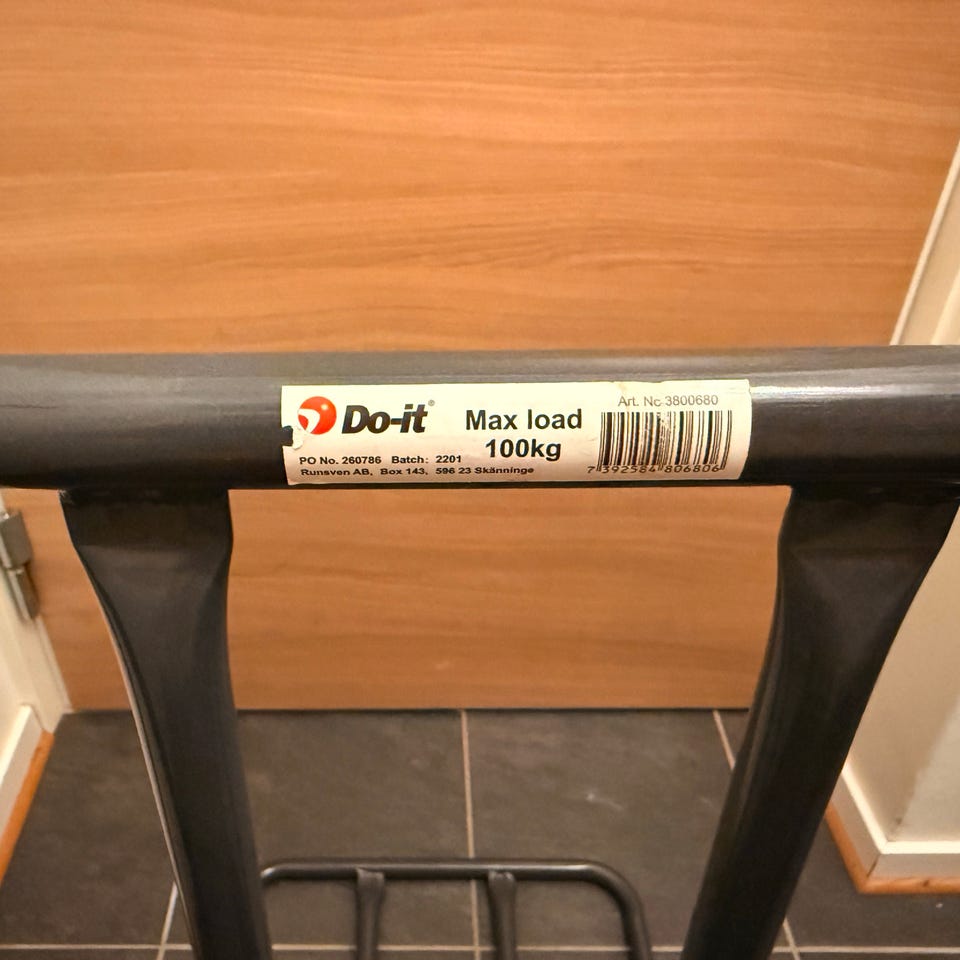 Do-it®
Max load
100kg
PO No. 260786 Batch: 2201
Runsven AB, Box 143, 596 23 Skänninge
Art. No 3800680
7 392584 806806